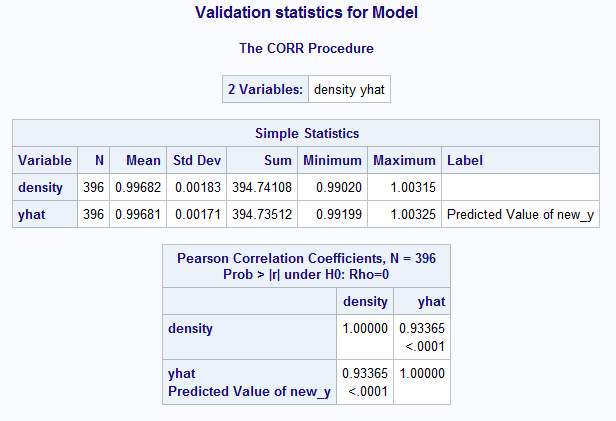 Validation statistics for Model
The CORR Procedure
2 Variables: density yhat
Simple Statistics
Variable N Mean Std Dev Sum Minimum Maximum Label
density 396 0.99682 0.00183 394.74108 0.99020 1.00315
yhat 396 0.99681 0.00171 394.73512 0.99199 1.00325 Predicted Value of new_y
Pearson Correlation Coefficients, N = 396
Prob > |r| under H0: Rho=0
density yhat
density 1.00000 0.93365
<.0001
yhat 0.93365 1.00000
Predicted Value of new_y <.0001